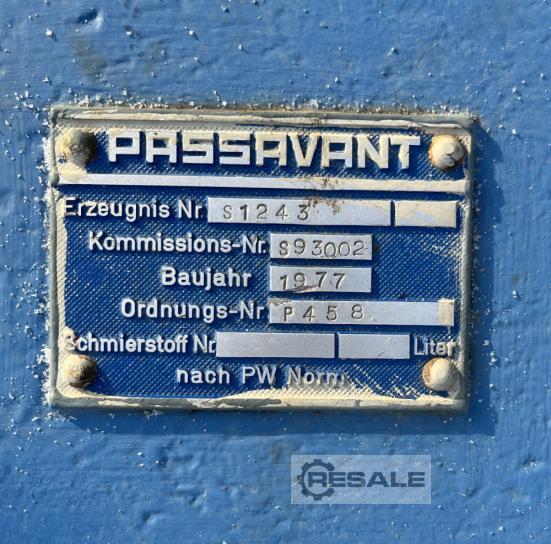 PASSAVANT
Erzeugnis Nr. S1243
Kommissions-Nr. S93002
Baujahr 1977
Ordnungs-Nr. P458
Schmierstoff Nr. Liter
nach PW Norm
RESALE